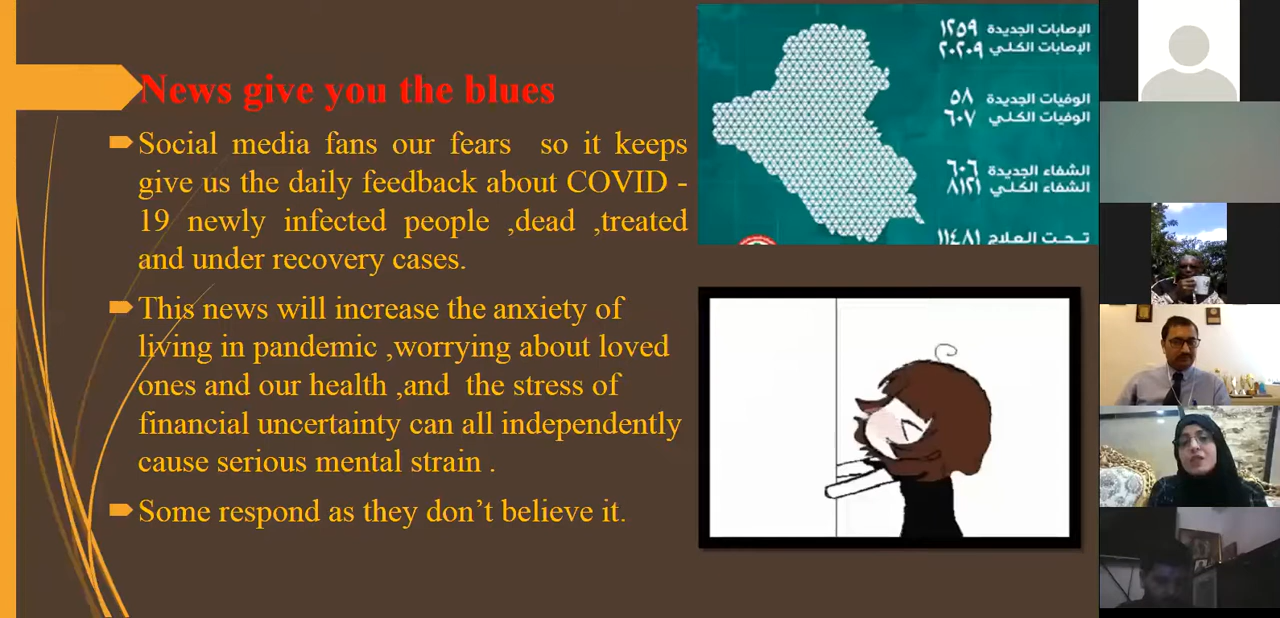 News give you the blues
Social media fans our fears so it keeps
give us the daily feedback about COVID -
19 newly infected people ,dead ,treated
and under recovery cases.
This news will increase the anxiety of
living in pandemic ,worrying about loved
ones and our health ,and the stress of
financial uncertainty can all independently
cause serious mental strain .
Some respond as they don’t believe it.
الإصابات الجديدة ١٢٥٩
الإصابات الكلي ٢٠٢٠٩
الوفيات الجديدة ٥٨
الوفيات الكلي ٦٠٧
الشفاء الجديدة ٦٠٦
الشفاء الكلي ٨١٢١
تحت العلاج ١١٤٨١